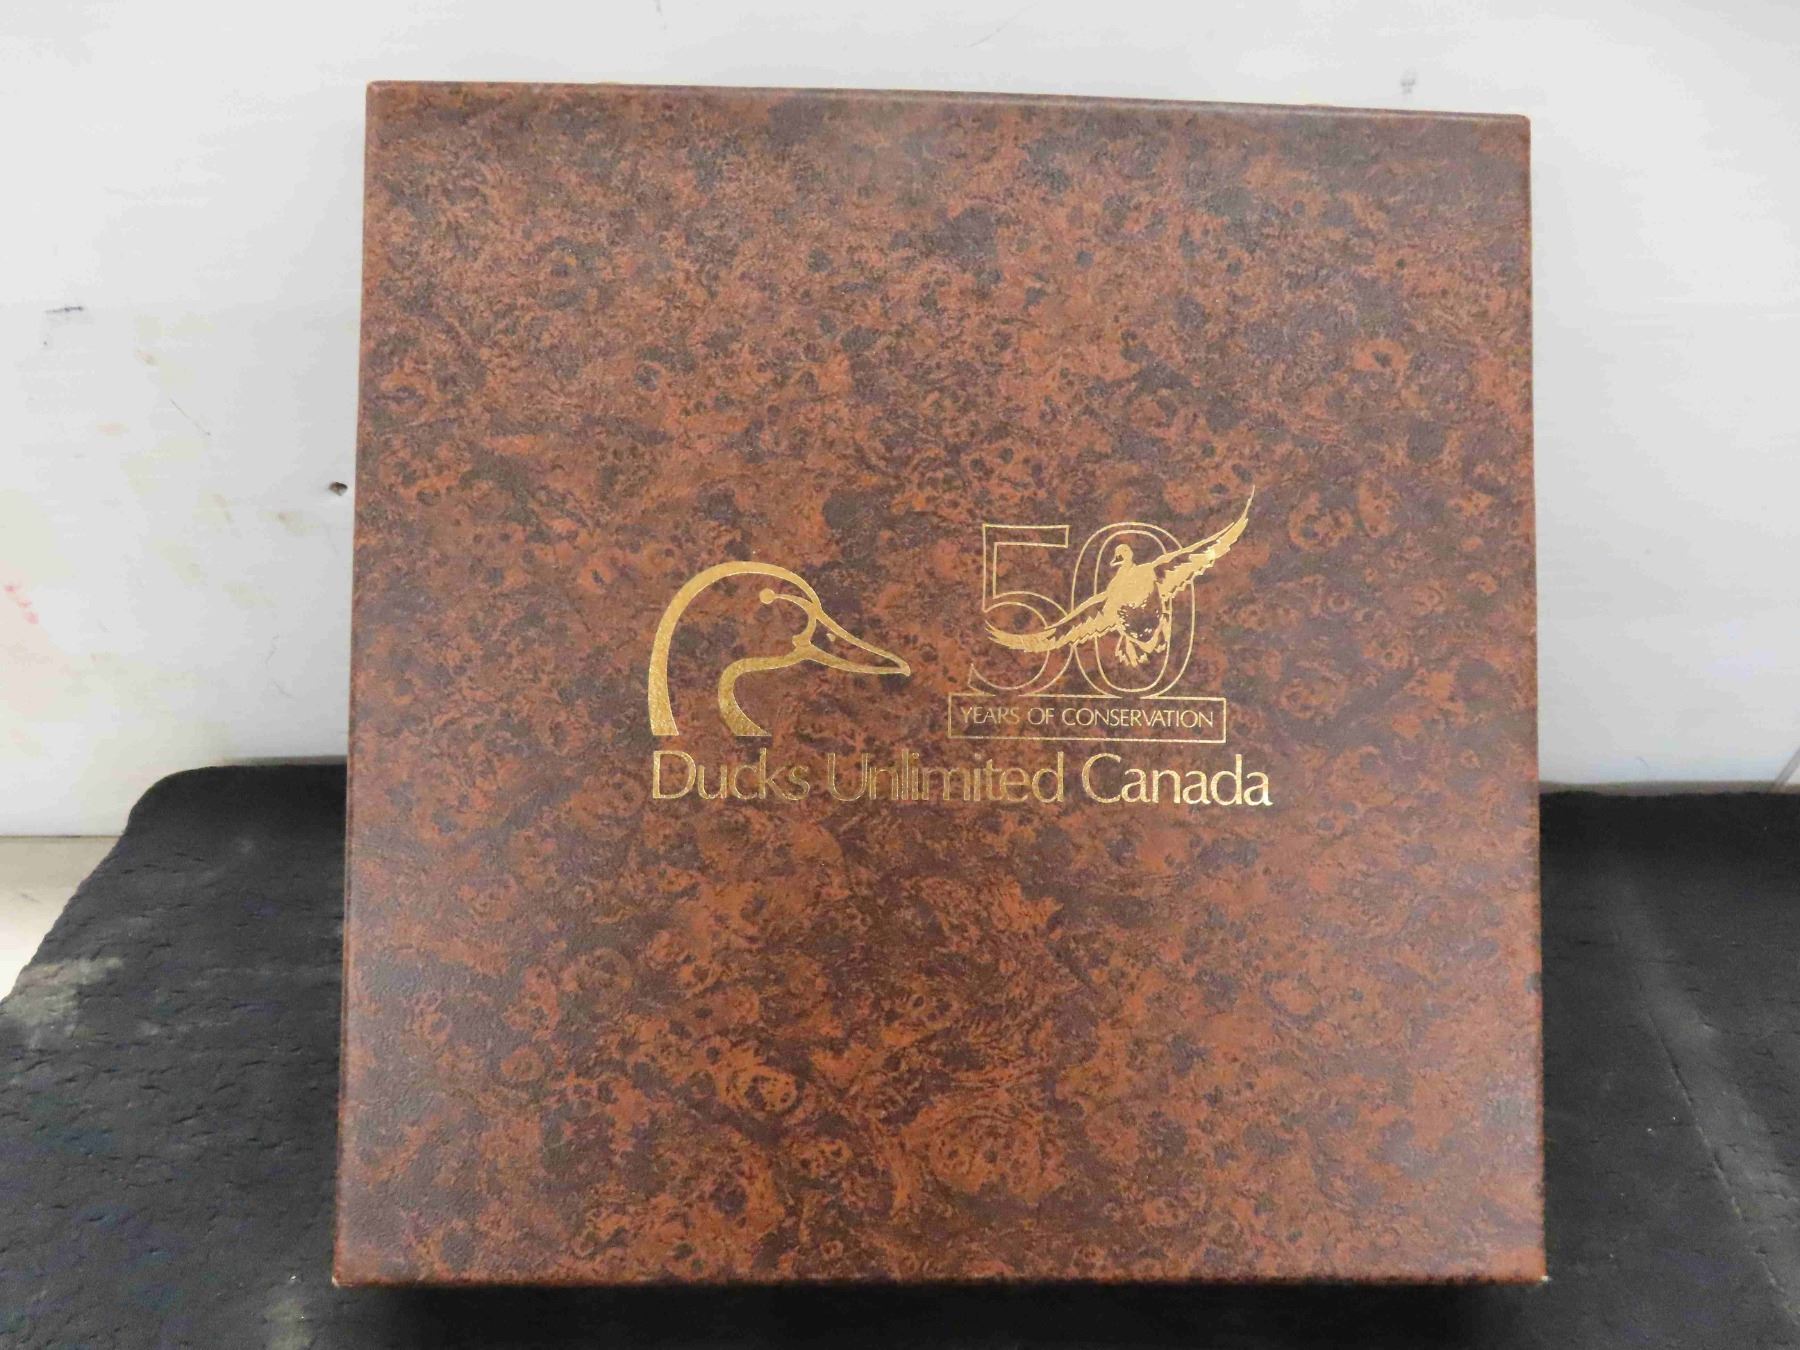 50
YEARS OF CONSERVATION
Ducks Unlimited Canada